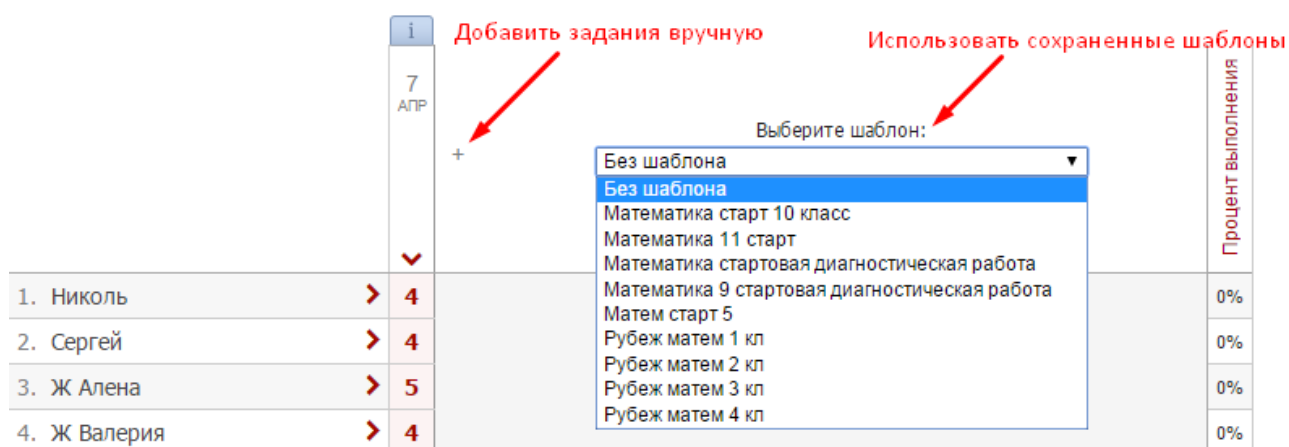 i
Добавить задания вручную
Использовать сохраненные шаблоны
7
АПР
Процент выполнения
Выберите шаблон:
+
Без шаблона
Без шаблона
Математика старт 10 класс
Математика 11 старт
Математика стартовая диагностическая работа
Математика 9 стартовая диагностическая работа
Матем старт 5
Рубеж матем 1 кл
Рубеж матем 2 кл
Рубеж матем 3 кл
Рубеж матем 4 кл
1. Николь 4 0%
2. Сергей 4 0%
3. Ж Алена 5 0%
4. Ж Валерия 4 0%